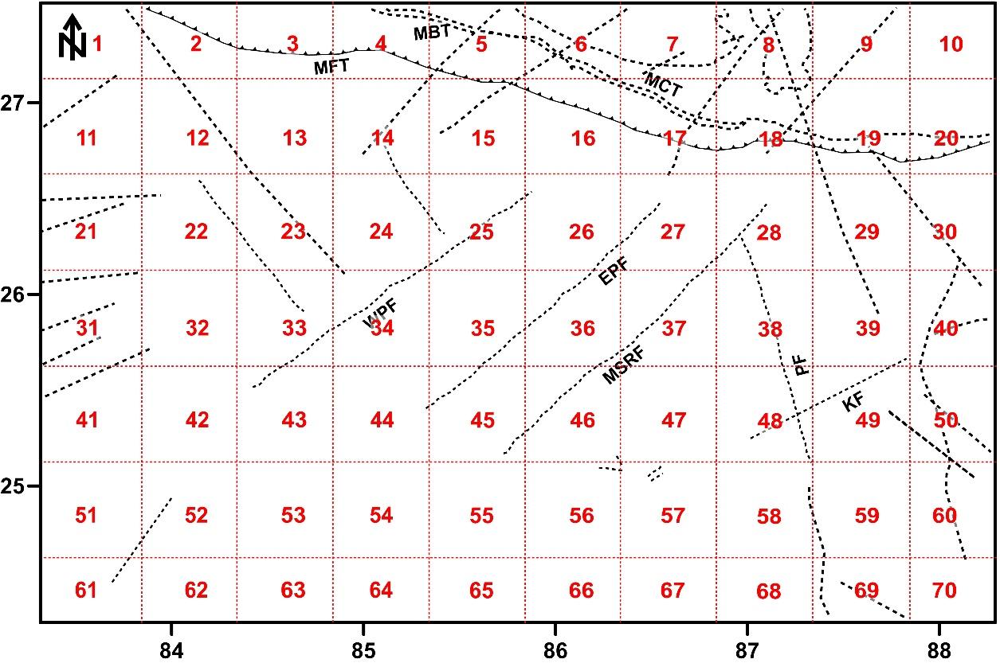 N
1 2 3 4 MBT 5 6 7 8 9 10
MFT MCT
27
11 12 13 14 15 16 17 18 19 20
21 22 23 24 25 26 27 28 29 30
EPF
26
WPF
31 32 33 34 35 36 37 38 39 40
MSRF PF
KF
41 42 43 44 45 46 47 48 49 50
25
51 52 53 54 55 56 57 58 59 60
61 62 63 64 65 66 67 68 69 70
84 85 86 87 88